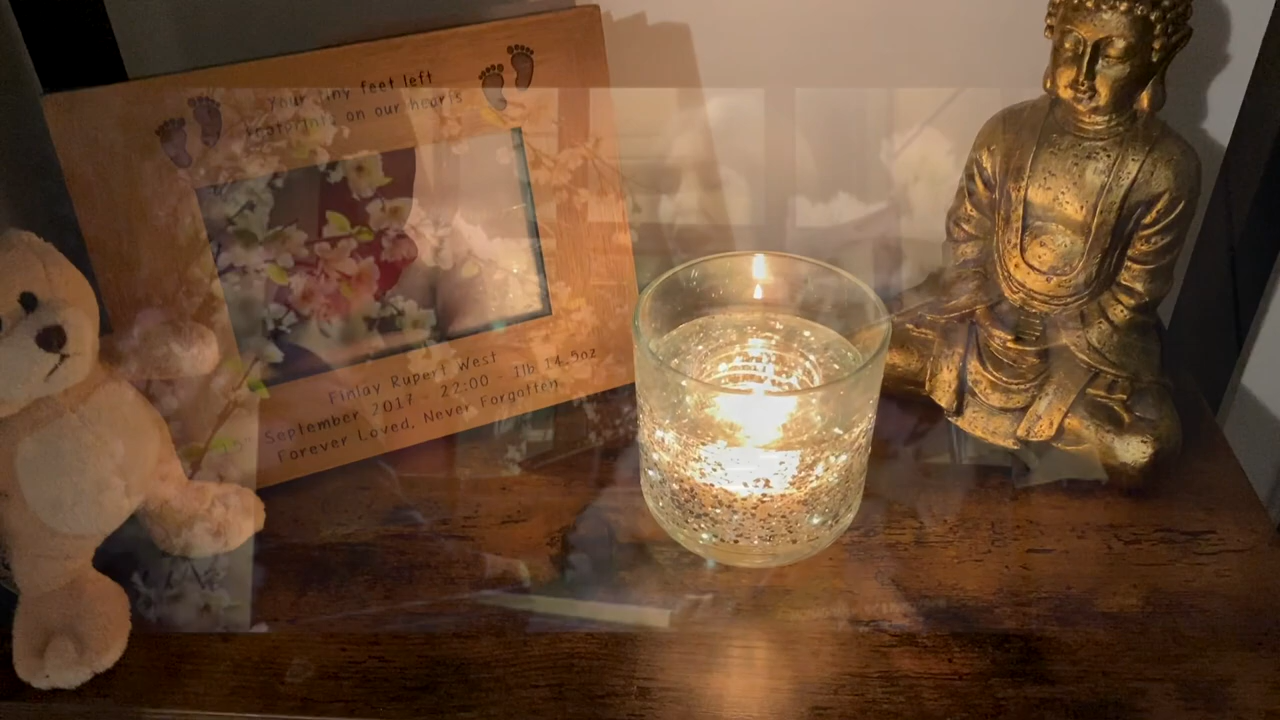 Your tiny feet left
footprints on our hearts
Finlay Rupert West
September 2017 - 22:00 - 1lb 14.5oz
Forever Loved, Never Forgotten